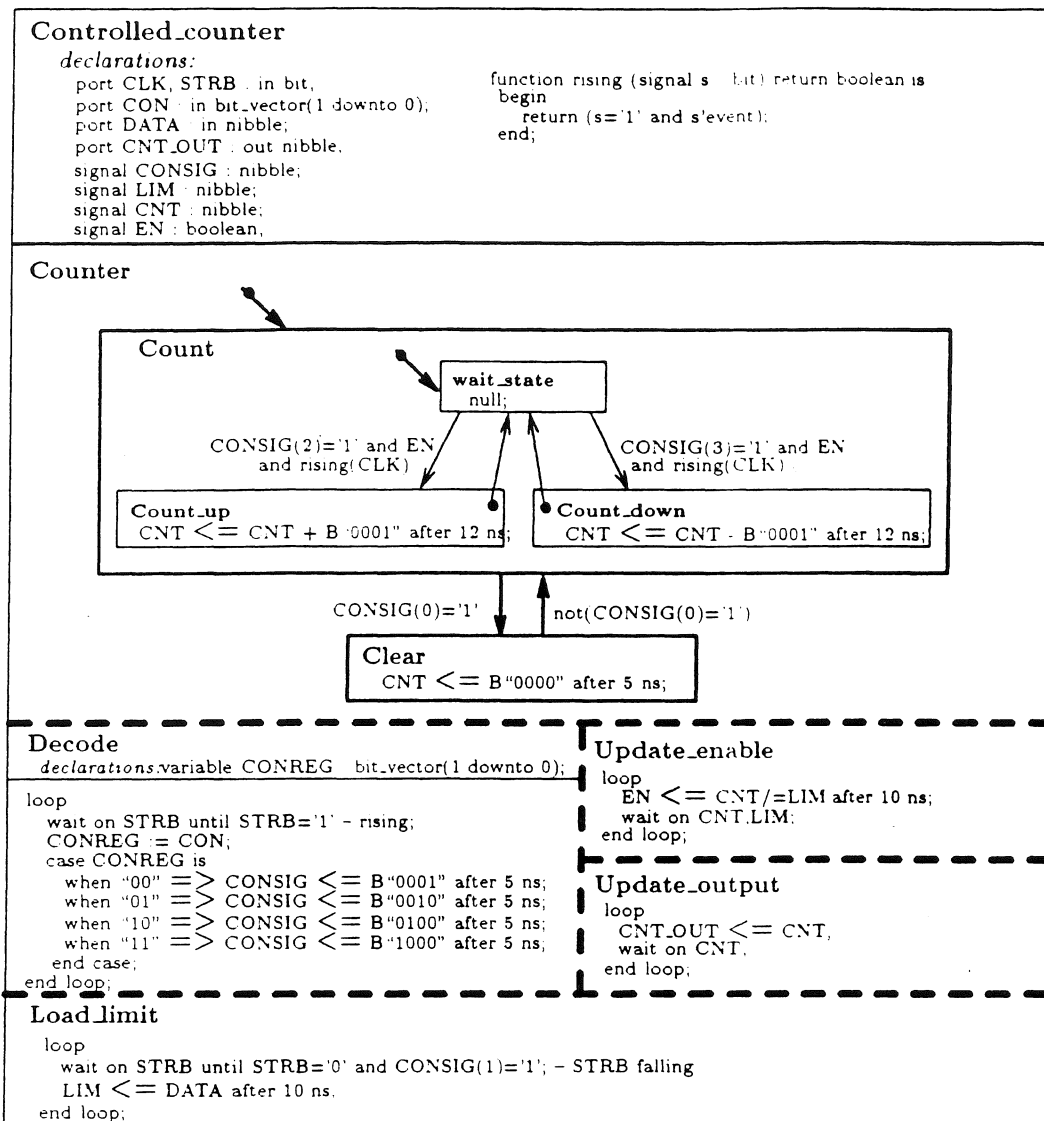 Controlled_counter
declarations:
port CLK, STRB . in bit,
port CON : in bit_vector(1 downto 0);
port DATA : in nibble;
port CNT_OUT . out nibble,
signal CONSIG : nibble;
signal LIM : nibble;
signal CNT : nibble;
signal EN : boolean,
function rising (signal s bit) return boolean is
begin
return (s='1' and s'event);
end;
Counter
Count
wait_state
null;
CONSIG(2)='1' and EN
and rising(CLK)
CONSIG(3)='1' and EN
and rising(CLK)
Count_up
CNT <= CNT + B"0001" after 12 ns;
Count_down
CNT <= CNT - B"0001" after 12 ns;
CONSIG(0)='1'
not(CONSIG(0)='1')
Clear
CNT <= B"0000" after 5 ns;
Decode
declarations:variable CONREG bit_vector(1 downto 0);
loop
wait on STRB until STRB='1' – rising;
CONREG := CON;
case CONREG is
when "00" => CONSIG <= B"0001" after 5 ns;
when "01" => CONSIG <= B"0010" after 5 ns;
when "10" => CONSIG <= B"0100" after 5 ns;
when "11" => CONSIG <= B"1000" after 5 ns;
end case;
end loop;
Update_enable
loop
EN <= CNT/=LIM after 10 ns;
wait on CNT,LIM;
end loop;
Update_output
loop
CNT_OUT <= CNT,
wait on CNT,
end loop;
Load_limit
loop
wait on STRB until STRB='0' and CONSIG(1)='1'; – STRB falling
LIM <= DATA after 10 ns,
end loop;